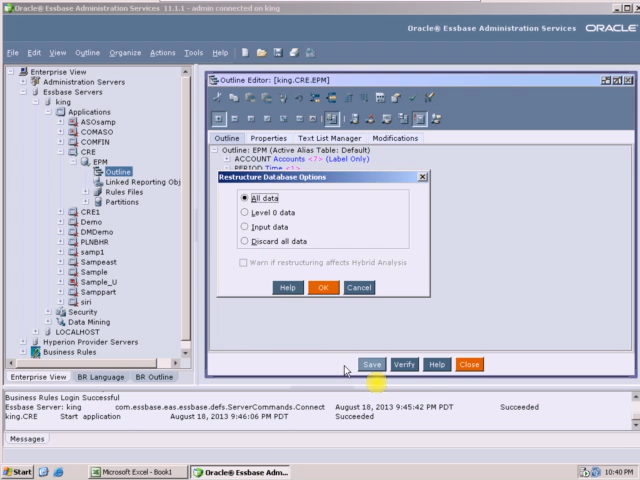 Oracle® Essbase Administration Services 11.1.1 - admin connected on king
Oracle® Essbase Administration Services ORACLE
File Edit View Outline Organize Actions Tools Help
Enterprise View
Administration Servers
Essbase Servers
king
Applications
ASOsamp
COMASO
COMFIN
CRE
EPM
Outline
Linked Reporting Obj
Rules Files
Partitions
CRE1
Demo
DMDemo
PLNBHR
samp1
Sampeast
Sample
Sample_U
Samppart
siri
Security
Data Mining
LOCALHOST
Hyperion Provider Servers
Business Rules
Enterprise View BR Language BR Outline
Outline Editor: [king.CRE.EPM]
Outline Properties Text List Manager Modifications
Outline: EPM (Active Alias Table: Default)
ACCOUNT Accounts <7> (Label Only)
PERIOD Time <1>
Restructure Database Options
All data
Level 0 data
Input data
Discard all data
Warn if restructuring affects Hybrid Analysis
Help OK Cancel
Save Verify Help Close
Business Rules Login Successful
Essbase Server: king com.essbase.eas.essbase.defs.ServerCommands.Connect August 18, 2013 9:45:42 PM PDT Succeeded
king.CRE Start application August 18, 2013 9:46:06 PM PDT Succeeded
Messages
Start Microsoft Excel - Book1 Oracle® Essbase Adm... 10:40 PM